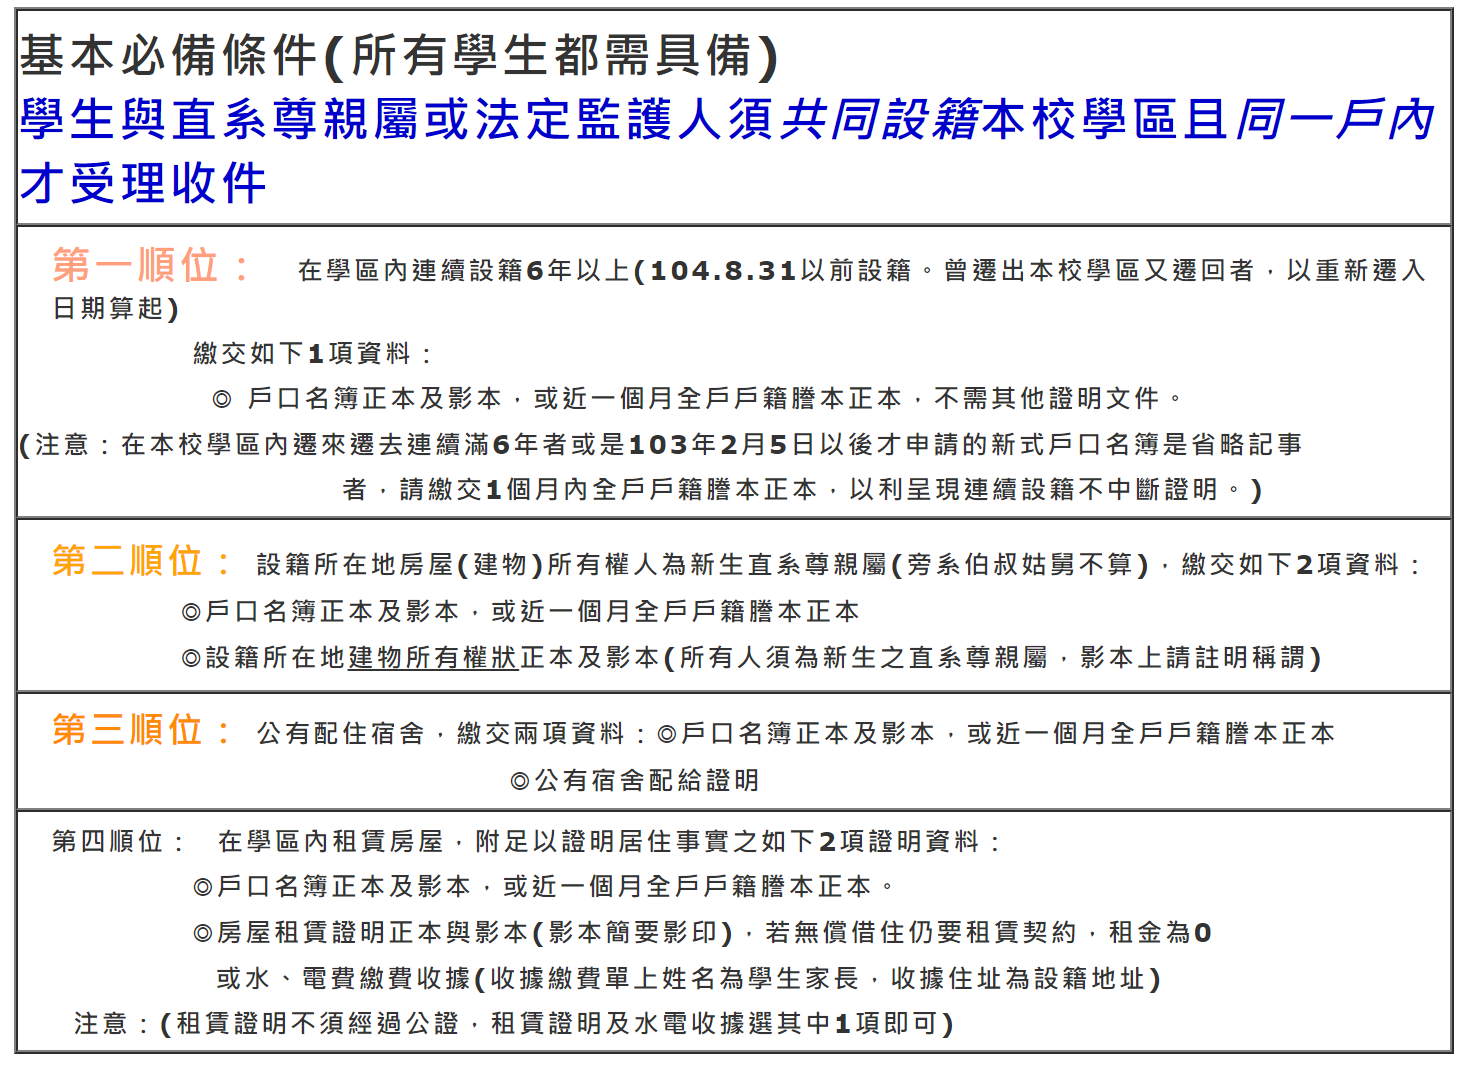 基本必備條件(所有學生都需具備)
學生與直系尊親屬或法定監護人須共同設籍本校學區且同一戶內
才受理收件
第一順位： 在學區內連續設籍6年以上(104.8.31以前設籍。曾遷出本校學區又遷回者，以重新遷入
日期算起)
繳交如下1項資料：
◎ 戶口名簿正本及影本，或近一個月全戶戶籍謄本正本，不需其他證明文件。
(注意：在本校學區內遷來遷去連續滿6年者或是103年2月5日以後才申請的新式戶口名簿是省略記事
者，請繳交1個月內全戶戶籍謄本正本，以利呈現連續設籍不中斷證明。)
第二順位： 設籍所在地房屋(建物)所有權人為新生直系尊親屬(旁系伯叔姑舅不算)，繳交如下2項資料：
◎戶口名簿正本及影本，或近一個月全戶戶籍謄本正本
◎設籍所在地建物所有權狀正本及影本(所有人須為新生之直系尊親屬，影本上請註明稱謂)
第三順位： 公有配住宿舍，繳交兩項資料：◎戶口名簿正本及影本，或近一個月全戶戶籍謄本正本
◎公有宿舍配給證明
第四順位： 在學區內租賃房屋，附足以證明居住事實之如下2項證明資料：
◎戶口名簿正本及影本，或近一個月全戶戶籍謄本正本。
◎房屋租賃證明正本與影本(影本簡要影印)，若無償借住仍要租賃契約，租金為0
或水、電費繳費收據(收據繳費單上姓名為學生家長，收據住址為設籍地址)
注意：(租賃證明不須經過公證，租賃證明及水電收據選其中1項即可)